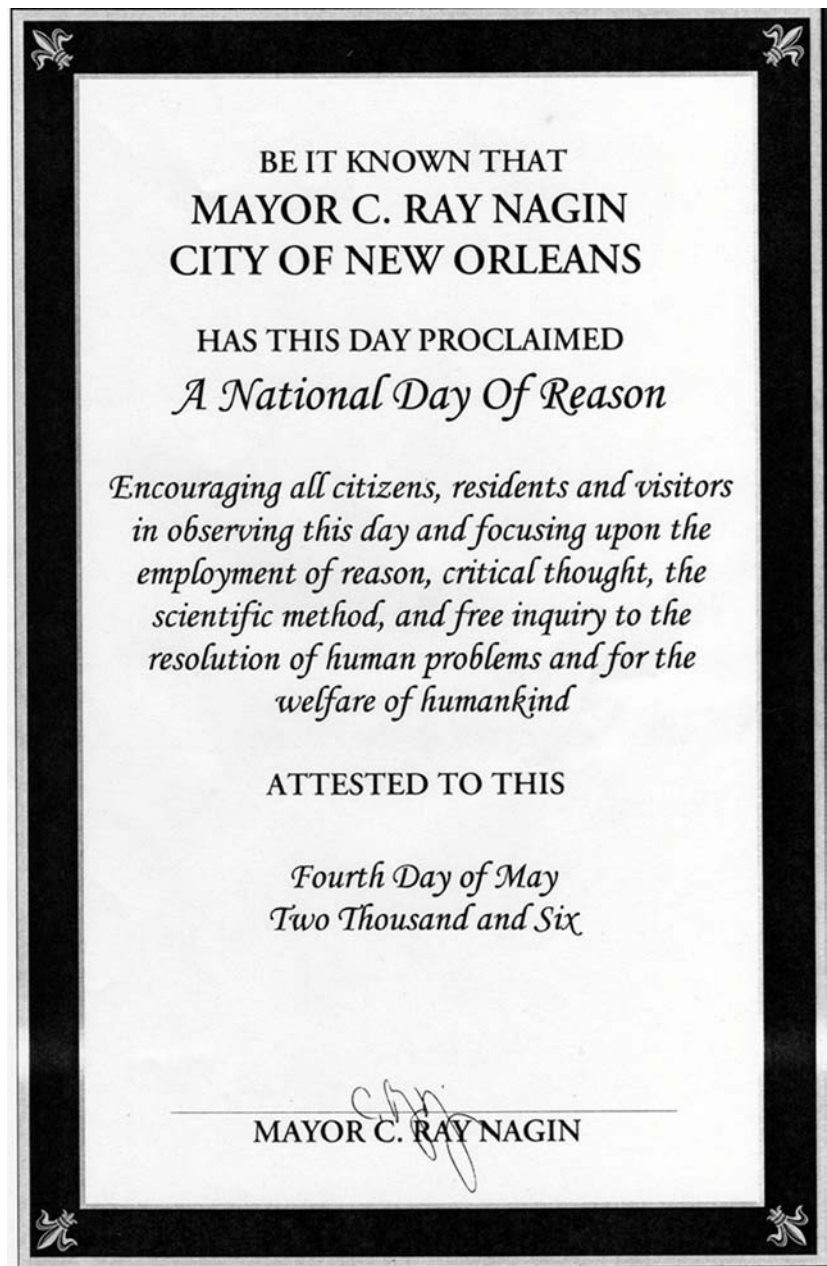 BE IT KNOWN THAT
MAYOR C. RAY NAGIN
CITY OF NEW ORLEANS
HAS THIS DAY PROCLAIMED
A National Day Of Reason
Encouraging all citizens, residents and visitors
in observing this day and focusing upon the
employment of reason, critical thought, the
scientific method, and free inquiry to the
resolution of human problems and for the
welfare of humankind
ATTESTED TO THIS
Fourth Day of May
Two Thousand and Six
MAYOR C. RAY NAGIN